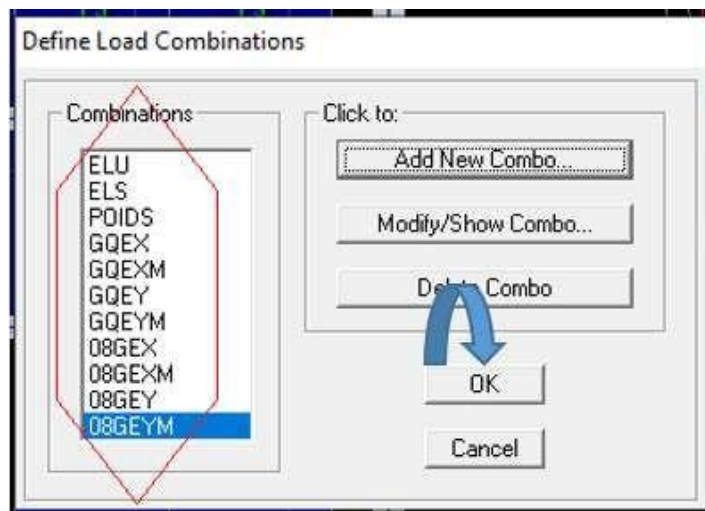 Define Load Combinations
Combinations
ELU
ELS
POIDS
GQEX
GQEXM
GQEY
GQEYM
08GEX
08GEXM
08GEY
08GEYM
Click to:
Add New Combo...
Modify/Show Combo...
Delete Combo
OK
Cancel